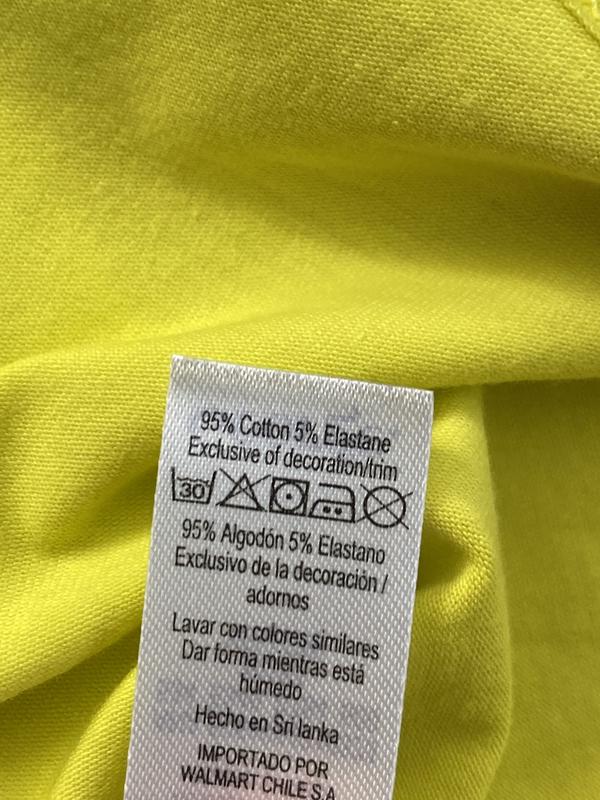 95% Cotton 5% Elastane
Exclusive of decoration/trim
30
95% Algodón 5% Elastano
Exclusivo de la decoración /
adornos
Lavar con colores similares
Dar forma mientras está
húmedo
Hecho en Sri lanka
IMPORTADO POR
WALMART CHILE S.A